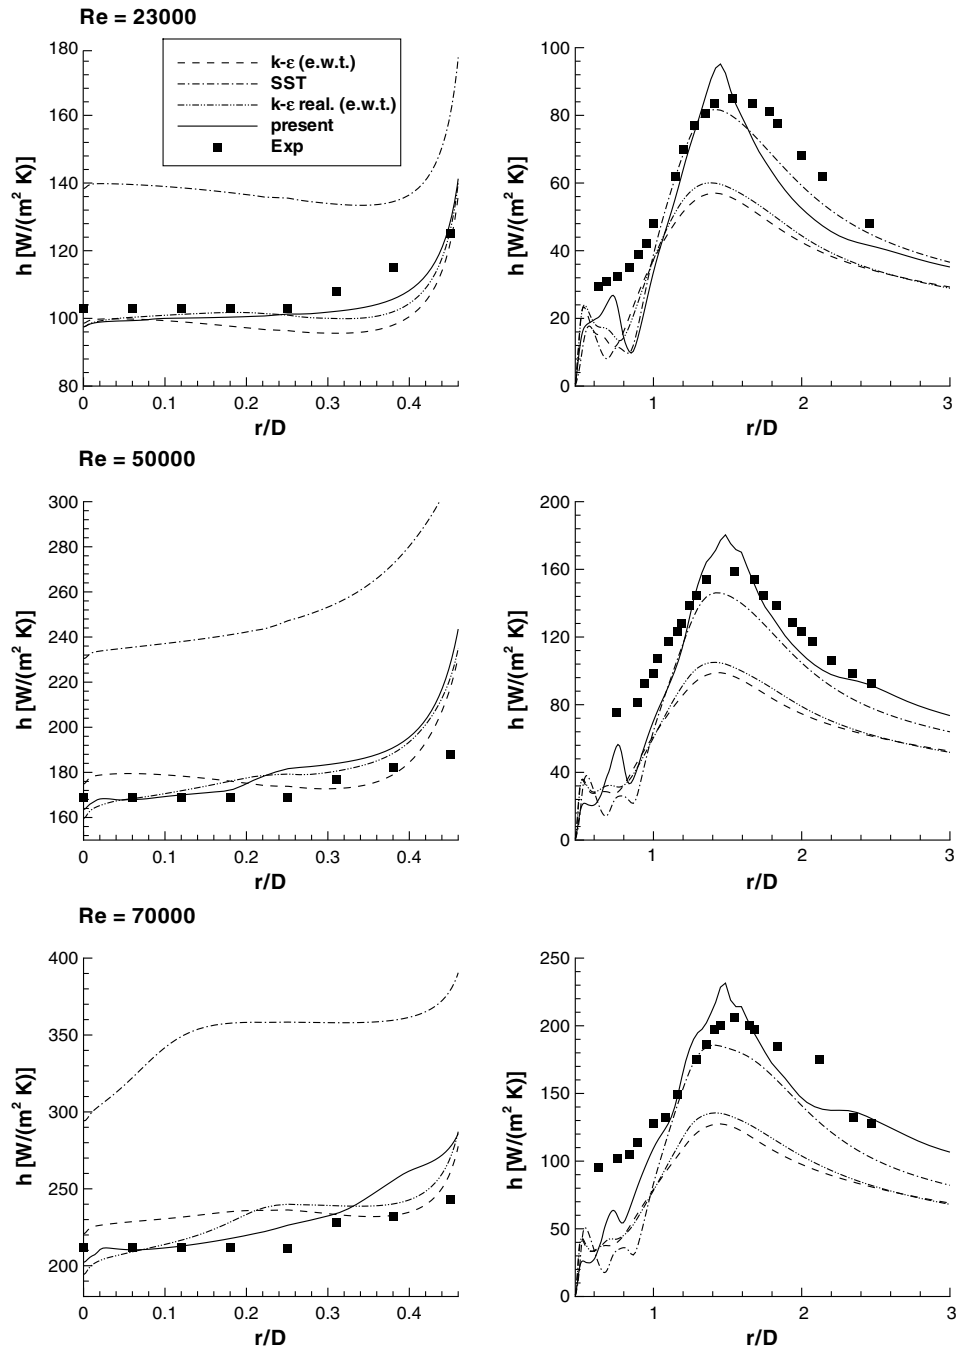 Re = 23000
k-ε (e.w.t.)
SST
k-ε real. (e.w.t.)
present
Exp
h [W/(m² K)]
180
160
140
120
100
80
0 0.1 0.2 0.3 0.4
r/D
h [W/(m² K)]
100
80
60
40
20
0
1 2 3
r/D
Re = 50000
h [W/(m² K)]
300
280
260
240
220
200
180
160
0 0.1 0.2 0.3 0.4
r/D
h [W/(m² K)]
200
160
120
80
40
0
1 2 3
r/D
Re = 70000
h [W/(m² K)]
400
350
300
250
200
0 0.1 0.2 0.3 0.4
r/D
h [W/(m² K)]
250
200
150
100
50
0
1 2 3
r/D